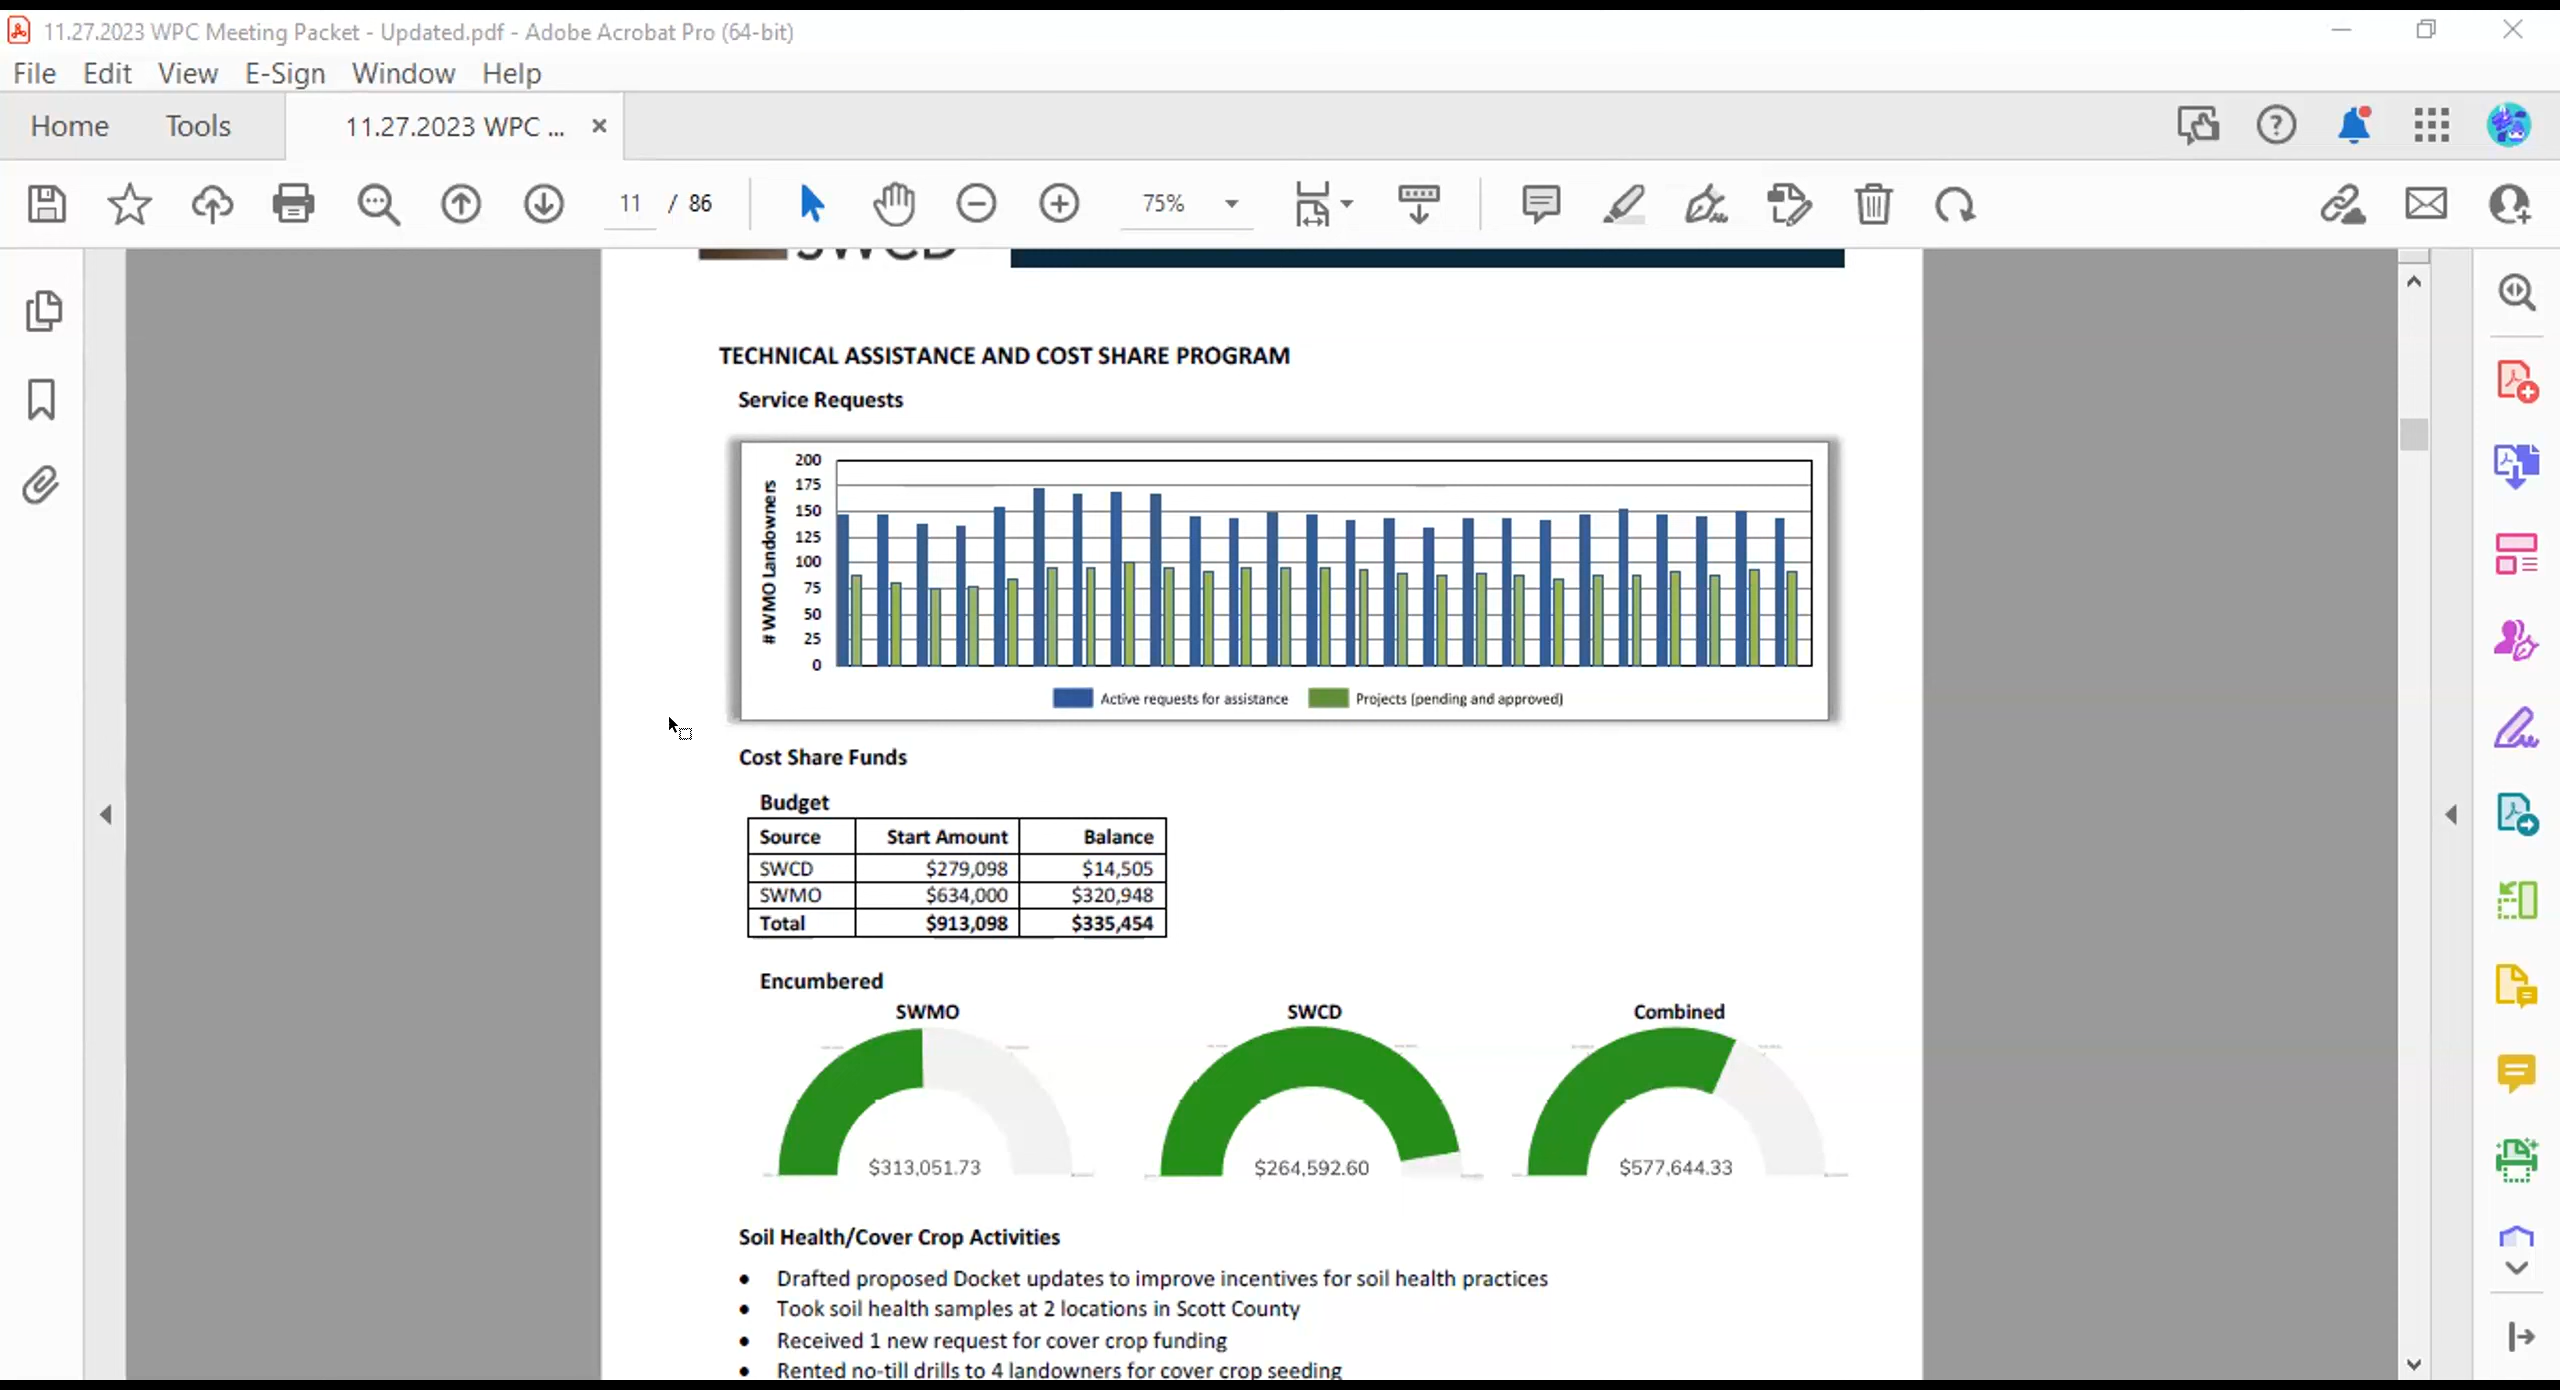 11.27.2023 WPC Meeting Packet - Updated.pdf - Adobe Acrobat Pro (64-bit)
File Edit View E-Sign Window Help
Home Tools 11.27.2023 WPC ...
11 / 86 75%
SWCD
TECHNICAL ASSISTANCE AND COST SHARE PROGRAM
Service Requests
# WMO Landowners
200
175
150
125
100
75
50
25
0
Active requests for assistance Projects (pending and approved)
Cost Share Funds
Budget
Source Start Amount Balance
SWCD $279,098 $14,505
SWMO $634,000 $320,948
Total $913,098 $335,454
Encumbered
SWMO SWCD Combined
$313,051.73 $264,592.60 $577,644.33
Soil Health/Cover Crop Activities
• Drafted proposed Docket updates to improve incentives for soil health practices
• Took soil health samples at 2 locations in Scott County
• Received 1 new request for cover crop funding
• Rented no-till drills to 4 landowners for cover crop seeding